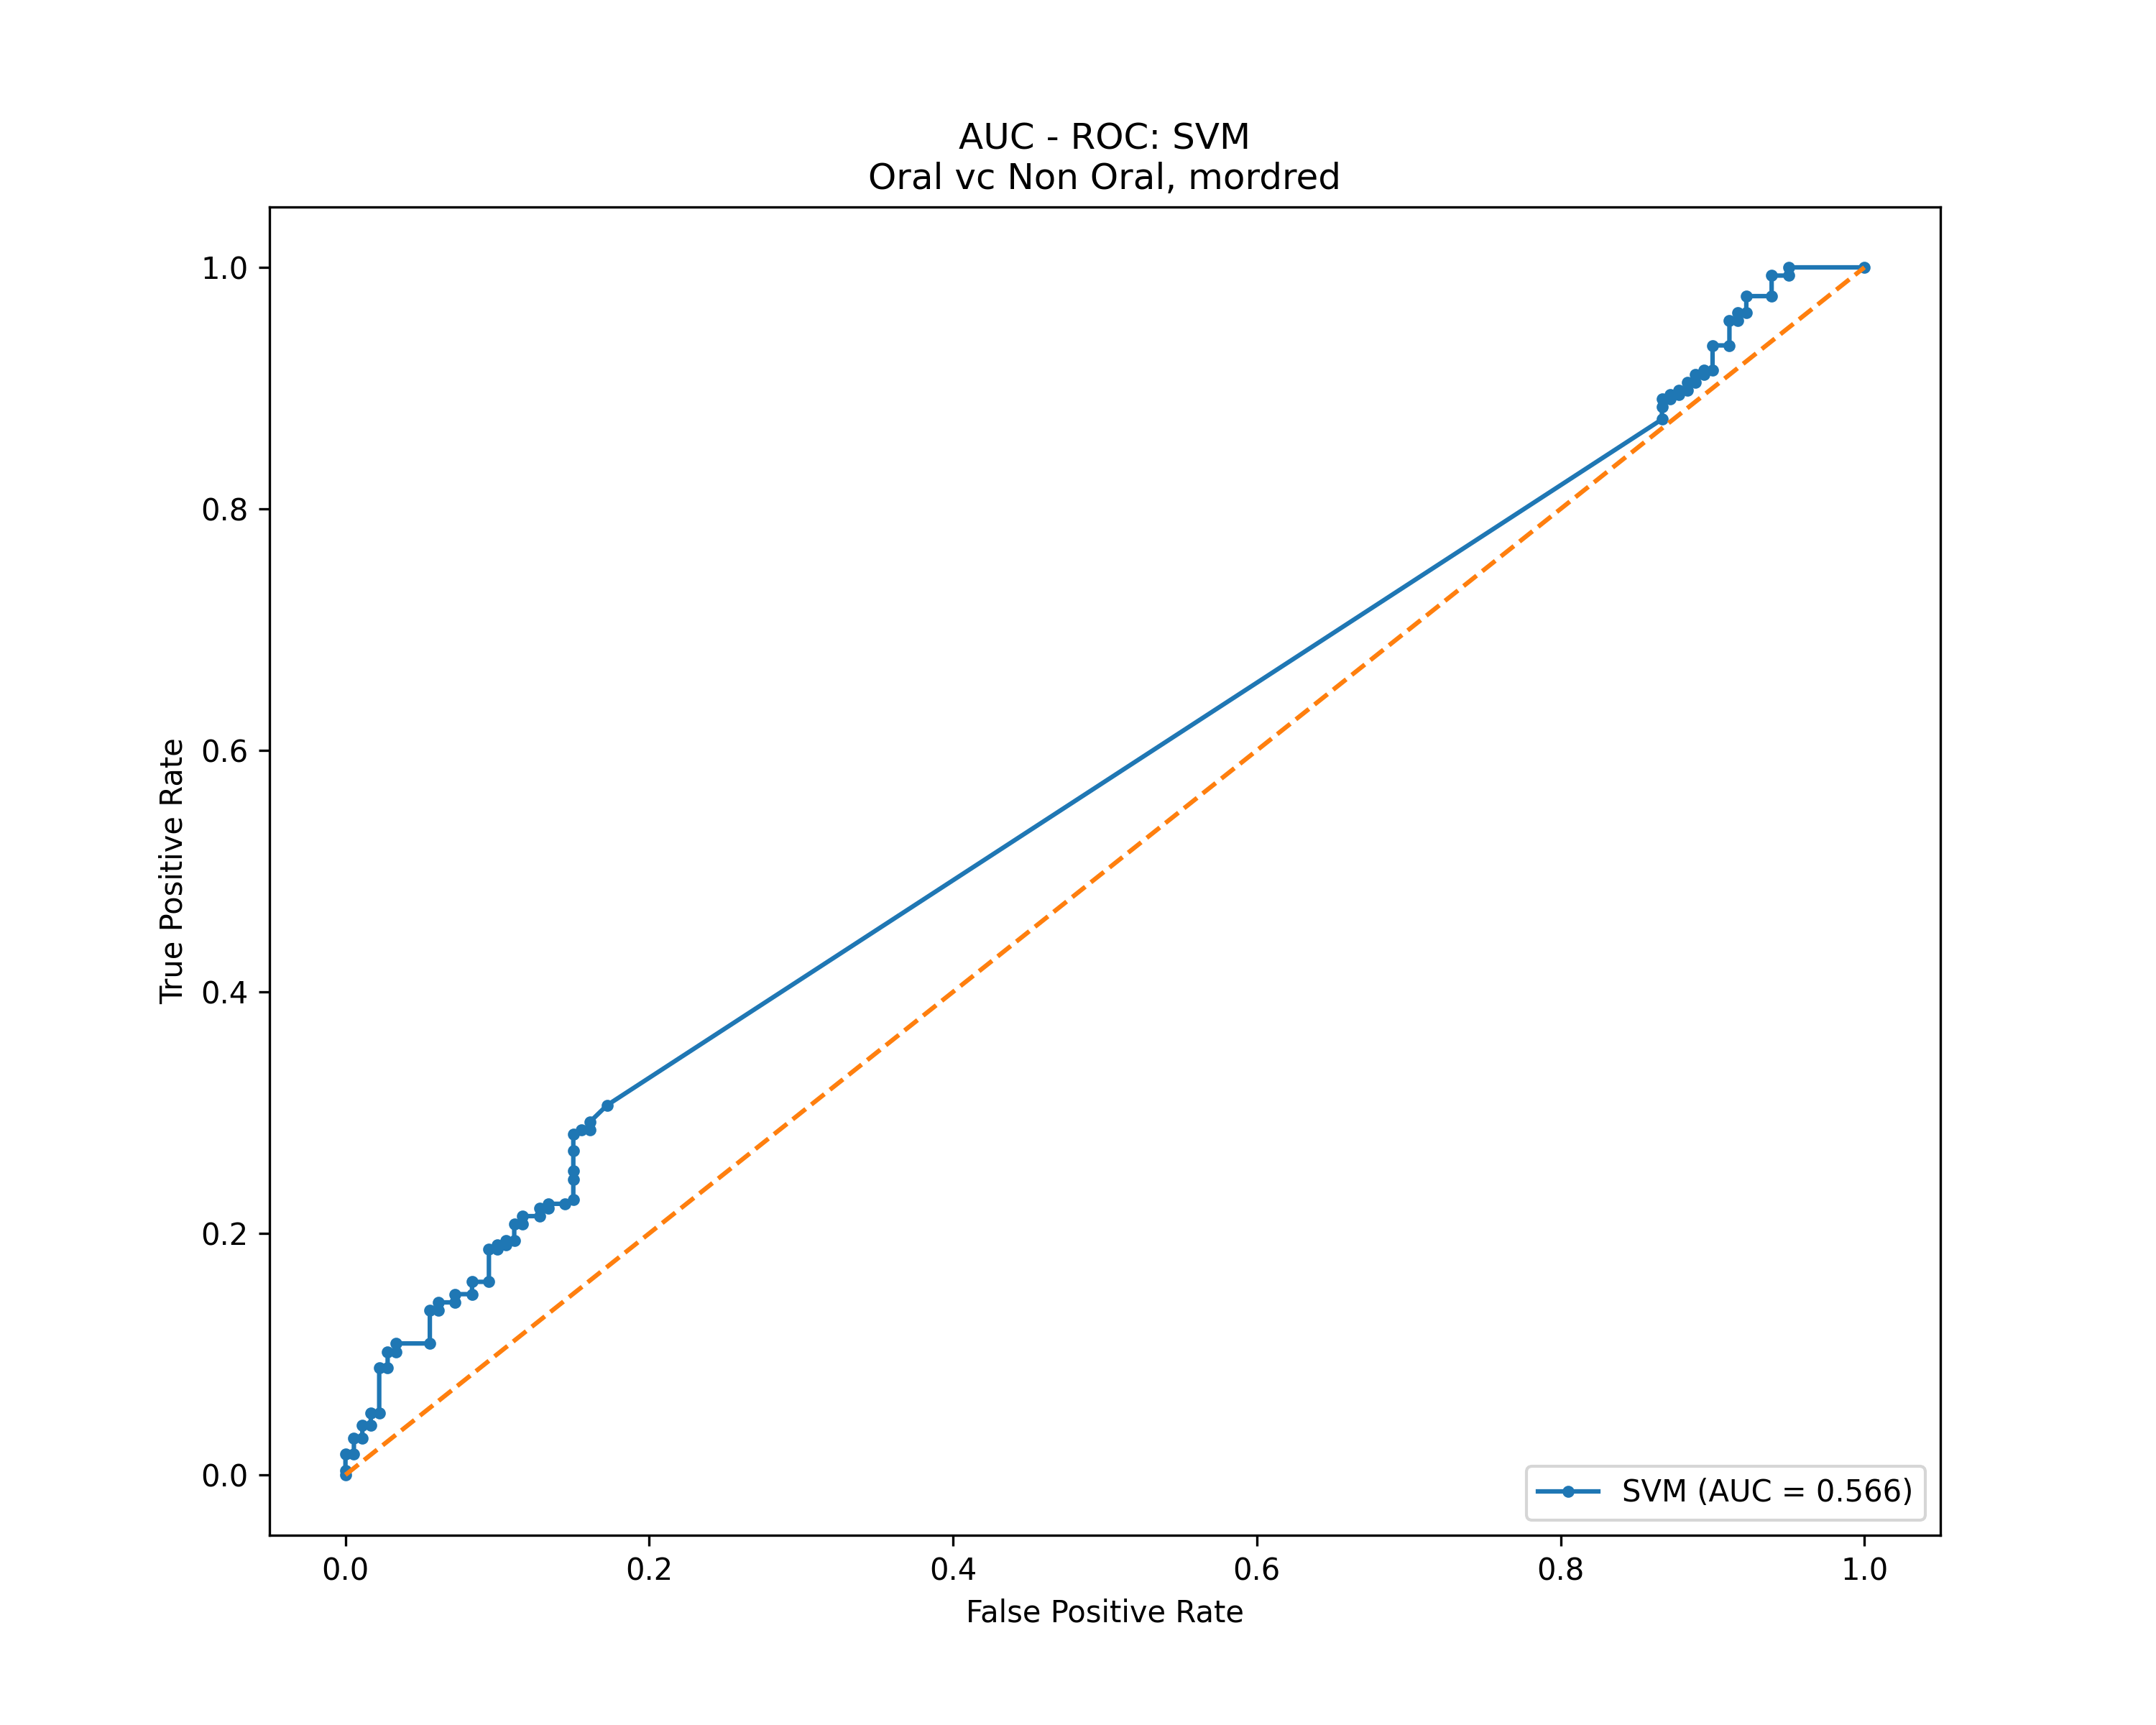 AUC - ROC: SVM
Oral vc Non Oral, mordred
True Positive Rate
1.0
0.8
0.6
0.4
0.2
0.0
SVM (AUC = 0.566)
0.0 0.2 0.4 0.6 0.8 1.0
False Positive Rate